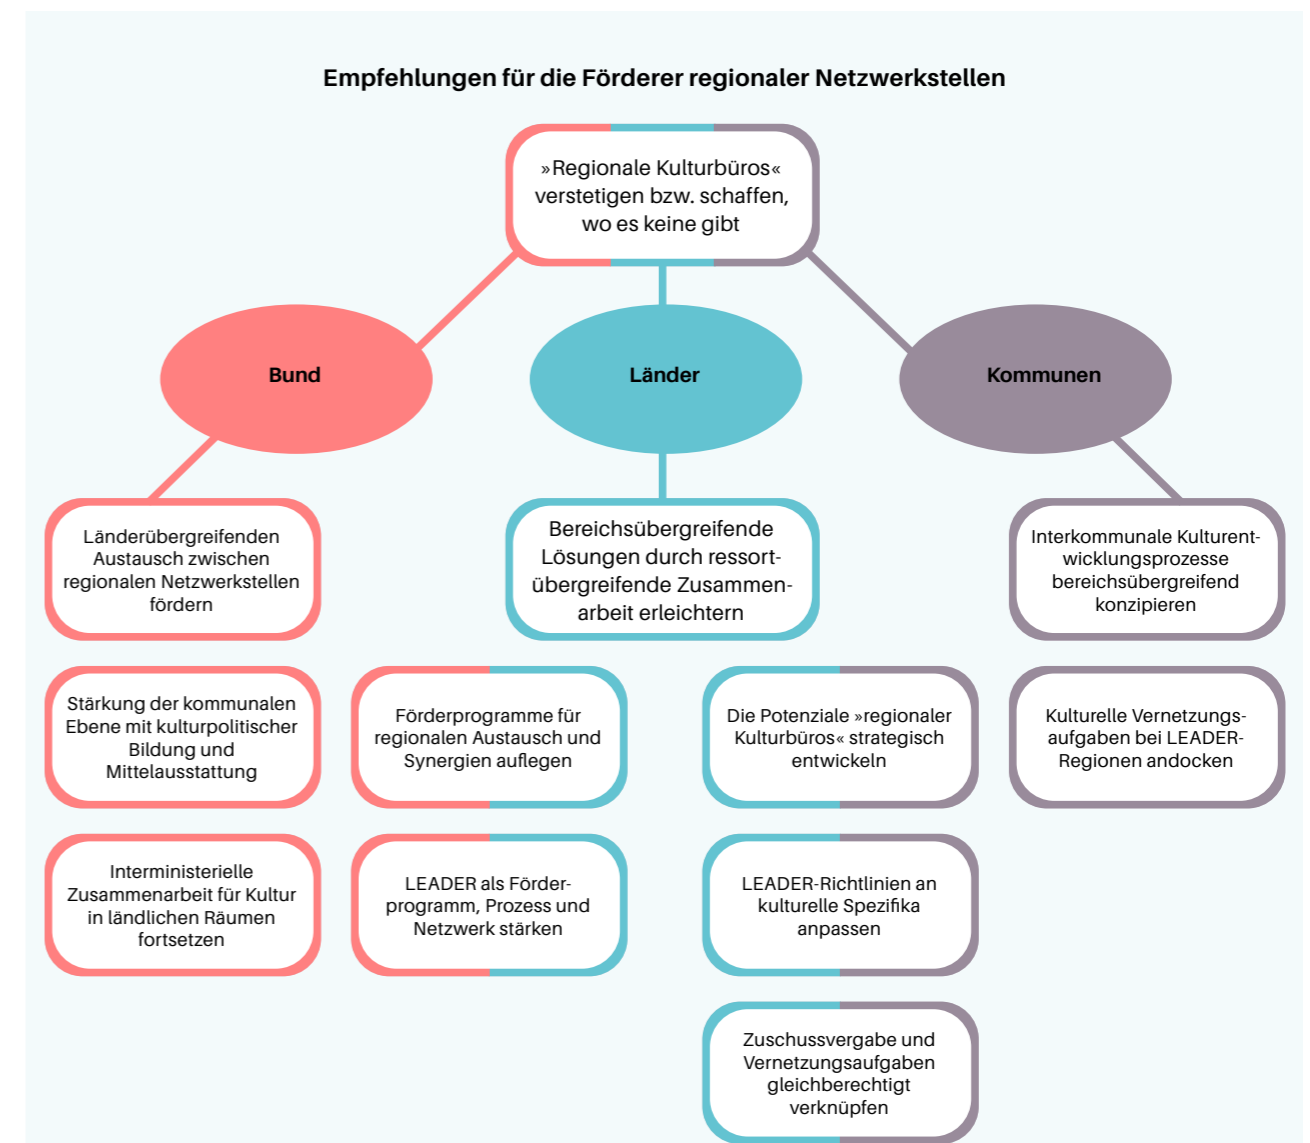 Empfehlungen für die Förderer regionaler Netzwerkstellen
»Regionale Kulturbüros«
verstetigen bzw. schaffen,
wo es keine gibt
Bund
Länder
Kommunen
Länderübergreifenden
Austausch zwischen
regionalen Netzwerkstellen
fördern
Bereichsübergreifende
Lösungen durch ressort-
übergreifende Zusammen-
arbeit erleichtern
Interkommunale Kulturent-
wicklungsprozesse
bereichsübergreifend
konzipieren
Stärkung der kommunalen
Ebene mit kulturpolitischer
Bildung und
Mittelausstattung
Förderprogramme für
regionalen Austausch und
Synergien auflegen
Die Potenziale »regionaler
Kulturbüros« strategisch
entwickeln
Kulturelle Vernetzungs-
aufgaben bei LEADER-
Regionen andocken
Interministerielle
Zusammenarbeit für Kultur
in ländlichen Räumen
fortsetzen
LEADER als Förder-
programm, Prozess und
Netzwerk stärken
LEADER-Richtlinien an
kulturelle Spezifika
anpassen
Zuschussvergabe und
Vernetzungsaufgaben
gleichberechtigt
verknüpfen